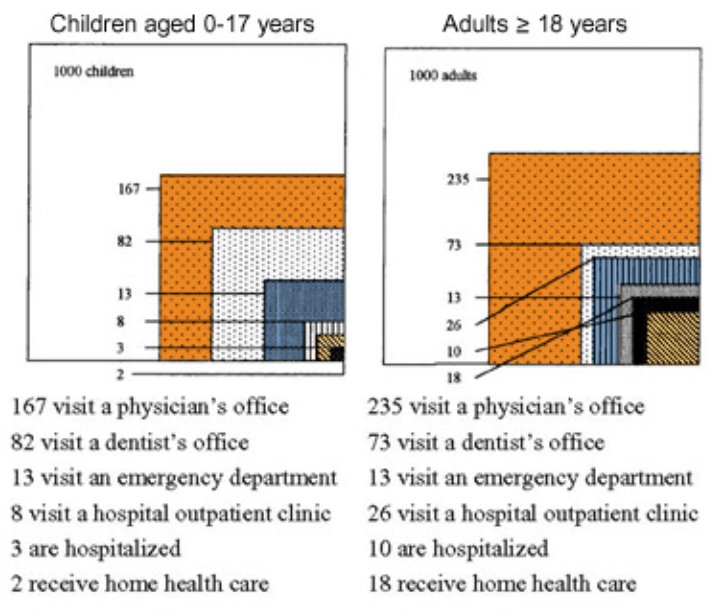 Children aged 0-17 years
1000 children
167
82
13
8
3
2
167 visit a physician's office
82 visit a dentist's office
13 visit an emergency department
8 visit a hospital outpatient clinic
3 are hospitalized
2 receive home health care
Adults ≥ 18 years
1000 adults
235
73
13
26
10
18
235 visit a physician's office
73 visit a dentist's office
13 visit an emergency department
26 visit a hospital outpatient clinic
10 are hospitalized
18 receive home health care